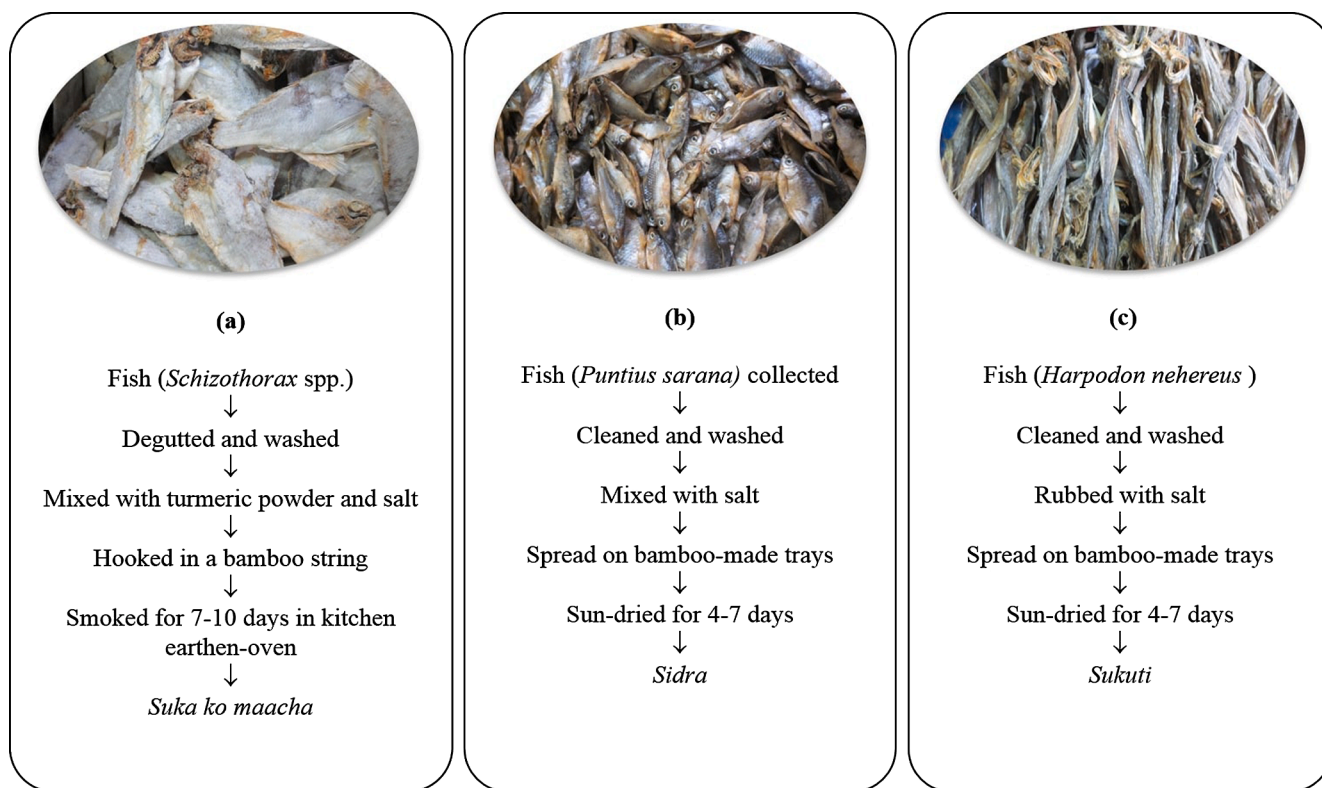 (a)
Fish (Schizothorax spp.)
↓
Degutted and washed
↓
Mixed with turmeric powder and salt
↓
Hooked in a bamboo string
↓
Smoked for 7-10 days in kitchen
earthen-oven
↓
Suka ko maacha
(b)
Fish (Puntius sarana) collected
↓
Cleaned and washed
↓
Mixed with salt
↓
Spread on bamboo-made trays
↓
Sun-dried for 4-7 days
↓
Sidra
(c)
Fish (Harpodon nehereus )
↓
Cleaned and washed
↓
Rubbed with salt
↓
Spread on bamboo-made trays
↓
Sun-dried for 4-7 days
↓
Sukuti